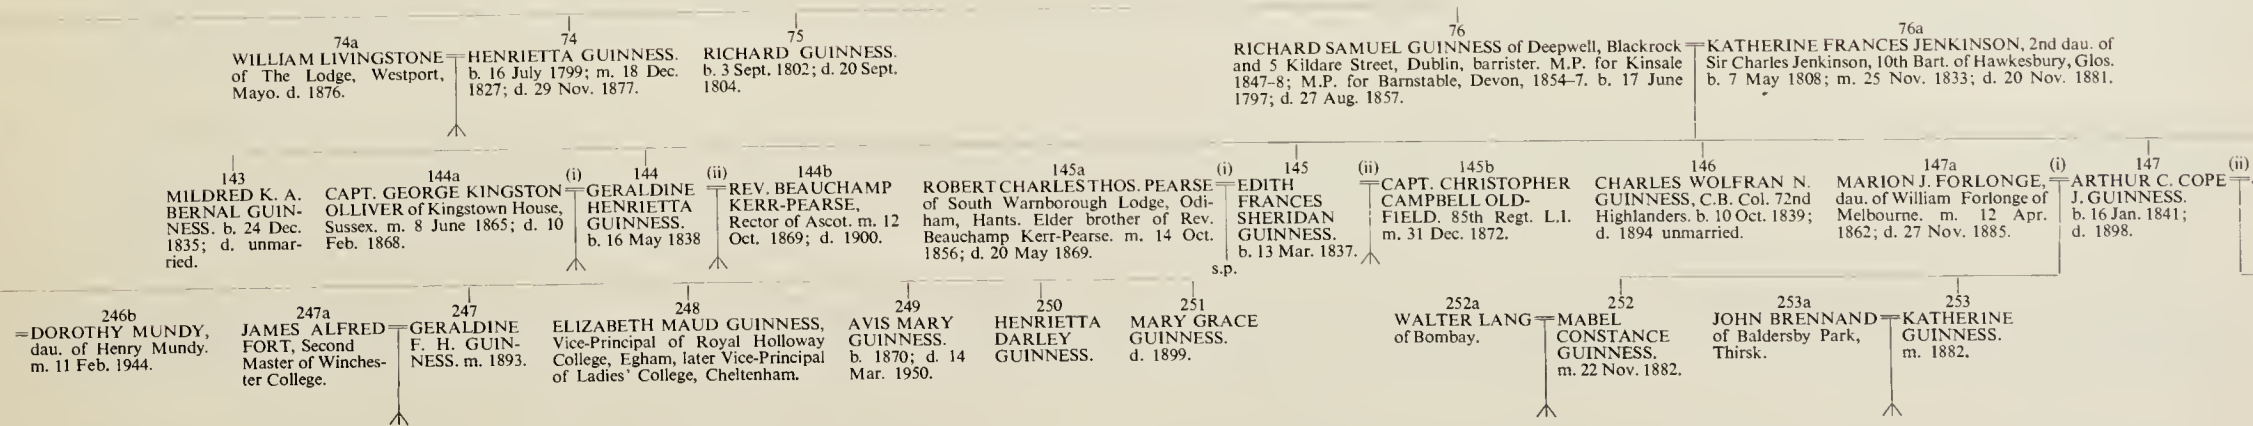 74a
WILLIAM LIVINGSTONE
of The Lodge, Westport,
Mayo. d. 1876.
74
HENRIETTA GUINNESS.
b. 16 July 1799; m. 18 Dec.
1827; d. 29 Nov. 1877.
75
RICHARD GUINNESS.
b. 3 Sept. 1802; d. 20 Sept.
1804.
76
RICHARD SAMUEL GUINNESS of Deepwell, Blackrock
and 5 Kildare Street, Dublin, barrister. M.P. for Kinsale
1847-8; M.P. for Barnstable, Devon, 1854-7. b. 17 June
1797; d. 27 Aug. 1857.
76a
KATHERINE FRANCES JENKINSON, 2nd dau. of
Sir Charles Jenkinson, 10th Bart. of Hawkesbury, Glos.
b. 7 May 1808; m. 25 Nov. 1833; d. 20 Nov. 1881.
143
MILDRED K. A.
BERNAL GUIN-
NESS. b. 24 Dec.
1835; d. unmar-
ried.
144a
CAPT. GEORGE KINGSTON
OLLIVER of Kingstown House,
Sussex. m. 8 June 1865; d. 10
Feb. 1868.
(i)
144
GERALDINE
HENRIETTA
GUINNESS.
b. 16 May 1838
(ii)
144b
REV. BEAUCHAMP
KERR-PEARSE,
Rector of Ascot. m. 12
Oct. 1869; d. 1900.
145a
ROBERT CHARLES THOS. PEARSE
of South Warnborough Lodge, Odi-
ham, Hants. Elder brother of Rev.
Beauchamp Kerr-Pearse. m. 14 Oct.
1856; d. 20 May 1869.
(i)
s.p.
145
EDITH
FRANCES
SHERIDAN
GUINNESS.
b. 13 Mar. 1837.
(ii)
145b
CAPT. CHRISTOPHER
CAMPBELL OLD-
FIELD. 85th Regt. L.I.
m. 31 Dec. 1872.
146
CHARLES WOLFRAN N.
GUINNESS, C.B. Col. 72nd
Highlanders. b. 10 Oct. 1839;
d. 1894 unmarried.
147a
MARION J. FORLONGE,
dau. of William Forlonge of
Melbourne. m. 12 Apr.
1862; d. 27 Nov. 1885.
(i)
147
ARTHUR C. COPE
J. GUINNESS.
b. 16 Jan. 1841;
d. 1898.
(ii)
246b
DOROTHY MUNDY,
dau. of Henry Mundy.
m. 11 Feb. 1944.
247a
JAMES ALFRED
FORT, Second
Master of Winches-
ter College.
247
GERALDINE
F. H. GUIN-
NESS. m. 1893.
248
ELIZABETH MAUD GUINNESS,
Vice-Principal of Royal Holloway
College, Egham, later Vice-Principal
of Ladies' College, Cheltenham.
249
AVIS MARY
GUINNESS.
b. 1870; d. 14
Mar. 1950.
250
HENRIETTA
DARLEY
GUINNESS.
251
MARY GRACE
GUINNESS.
d. 1899.
252a
WALTER LANG
of Bombay.
252
MABEL
CONSTANCE
GUINNESS.
m. 22 Nov. 1882.
253a
JOHN BRENNAND
of Baldersby Park,
Thirsk.
253
KATHERINE
GUINNESS.
m. 1882.